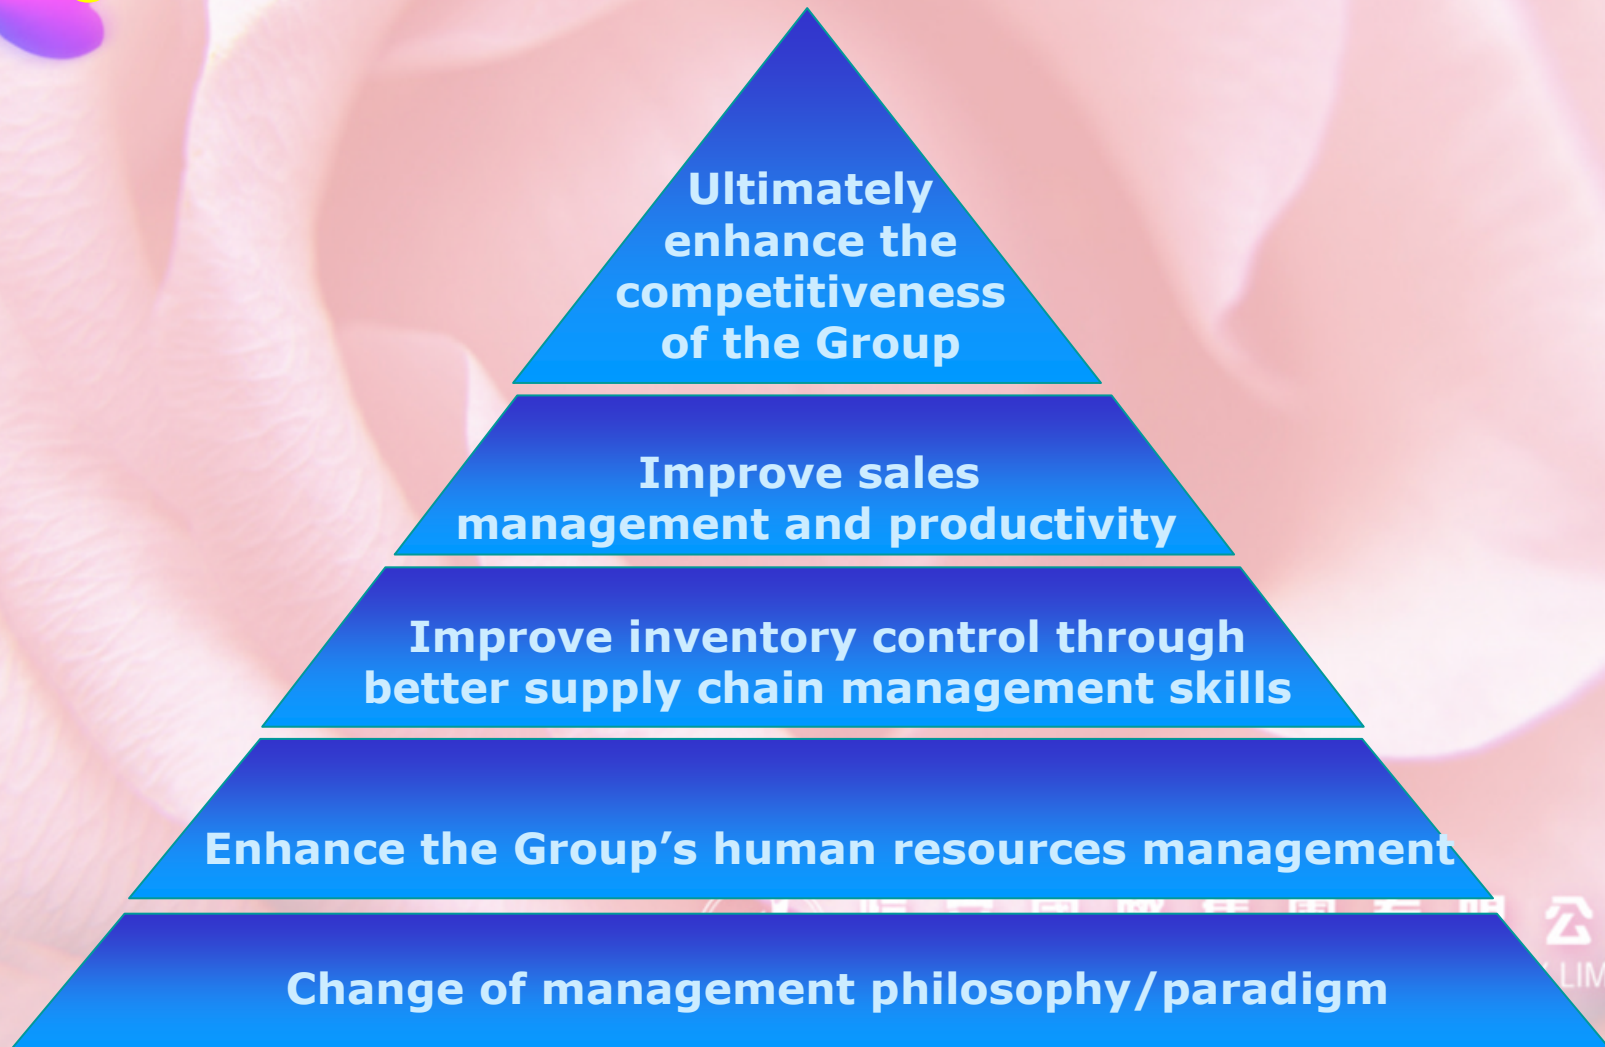 Ultimately
enhance the
competitiveness
of the Group
Improve sales
management and productivity
Improve inventory control through
better supply chain management skills
Enhance the Group’s human resources management
公
Change of management philosophy/paradigm